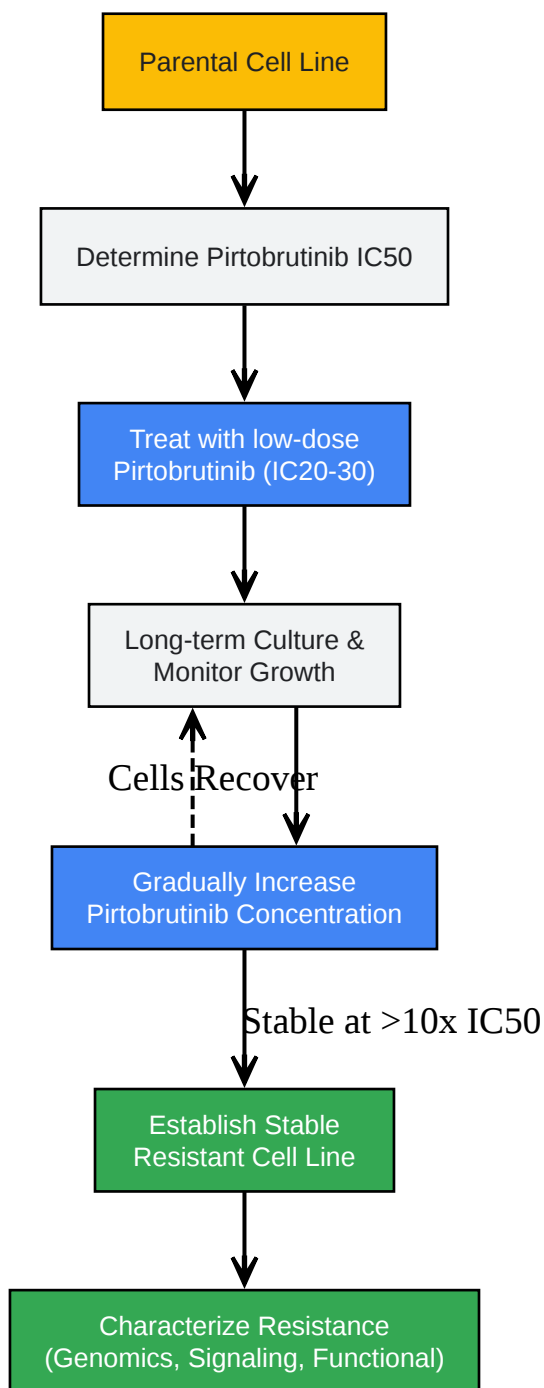 Parental Cell Line
Determine Pirtobrutinib IC50
Treat with low-dose
Pirtobrutinib (IC20-30)
Long-term Culture &
Monitor Growth
Cells Recover
Gradually Increase
Pirtobrutinib Concentration
Stable at >10x IC50
Establish Stable
Resistant Cell Line
Characterize Resistance
(Genomics, Signaling, Functional)